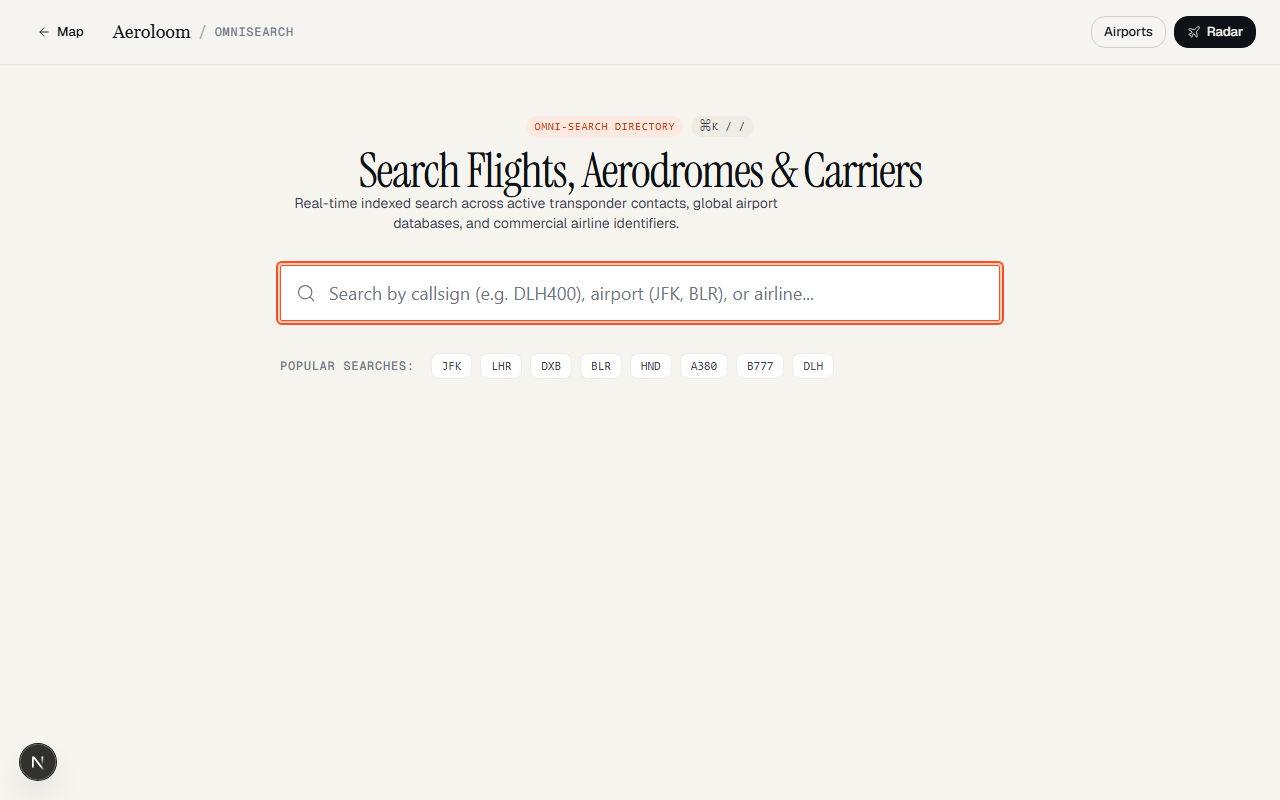 ← Map Aeroloom / OMNISEARCH Airports Radar
OMNI-SEARCH DIRECTORY ⌘K / /
Search Flights, Aerodromes & Carriers
Real-time indexed search across active transponder contacts, global airport
databases, and commercial airline identifiers.
Search by callsign (e.g. DLH400), airport (JFK, BLR), or airline...
POPULAR SEARCHES: JFK LHR DXB BLR HND A380 B777 DLH
N